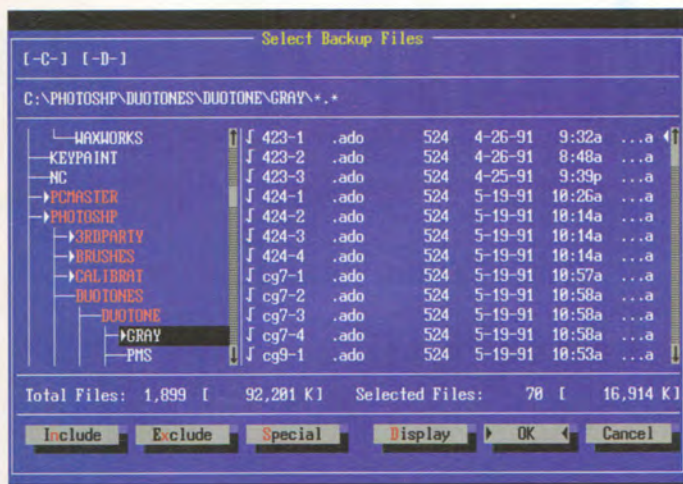 Select Backup Files
[-C-] [-D-]
C:\PHOTOSHP\DUOTONES\DUOTONE\GRAY\*.*
WAXWORKS
KEYPAINT
NC
PCMASTER
PHOTOSHP
3RDPARTY
BRUSHES
CALIBRAT
DUOTONES
DUOTONE
GRAY
PMS
√ 423-1 .ado 524 4-26-91 9:32a ...a
√ 423-2 .ado 524 4-26-91 8:48a ...a
√ 423-3 .ado 524 4-25-91 9:39p ...a
√ 424-1 .ado 524 5-19-91 10:26a ...a
√ 424-2 .ado 524 5-19-91 10:14a ...a
√ 424-3 .ado 524 5-19-91 10:14a ...a
√ 424-4 .ado 524 5-19-91 10:14a ...a
√ cg7-1 .ado 524 5-19-91 10:57a ...a
√ cg7-2 .ado 524 5-19-91 10:58a ...a
√ cg7-3 .ado 524 5-19-91 10:58a ...a
√ cg7-4 .ado 524 5-19-91 10:58a ...a
√ cg9-1 .ado 524 5-19-91 10:53a ...a
Total Files: 1,899 [ 92,201 K] Selected Files: 70 [ 16,914 K]
Include Exclude Special Display OK Cancel